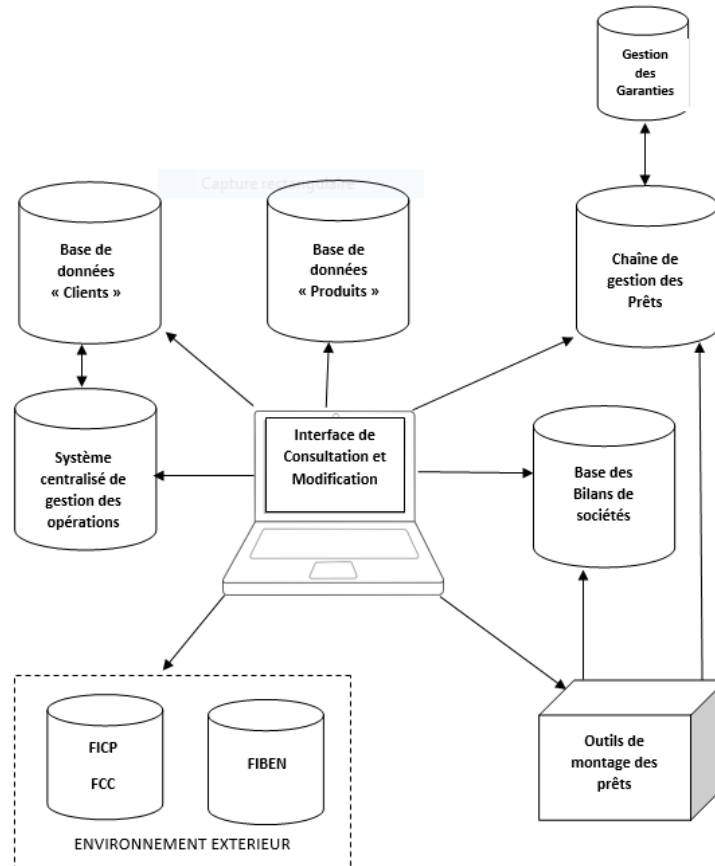 Gestion
des
Garanties
Capture rectangulaire
Base de
données
« Clients »
Base de
données
« Produits »
Chaîne de
gestion des
Prêts
Système
centralisé de
gestion des
opérations
Interface de
Consultation et
Modification
Base des
Bilans de
sociétés
FICP
FCC
FIBEN
ENVIRONNEMENT EXTERIEUR
Outils de
montage des
prêts